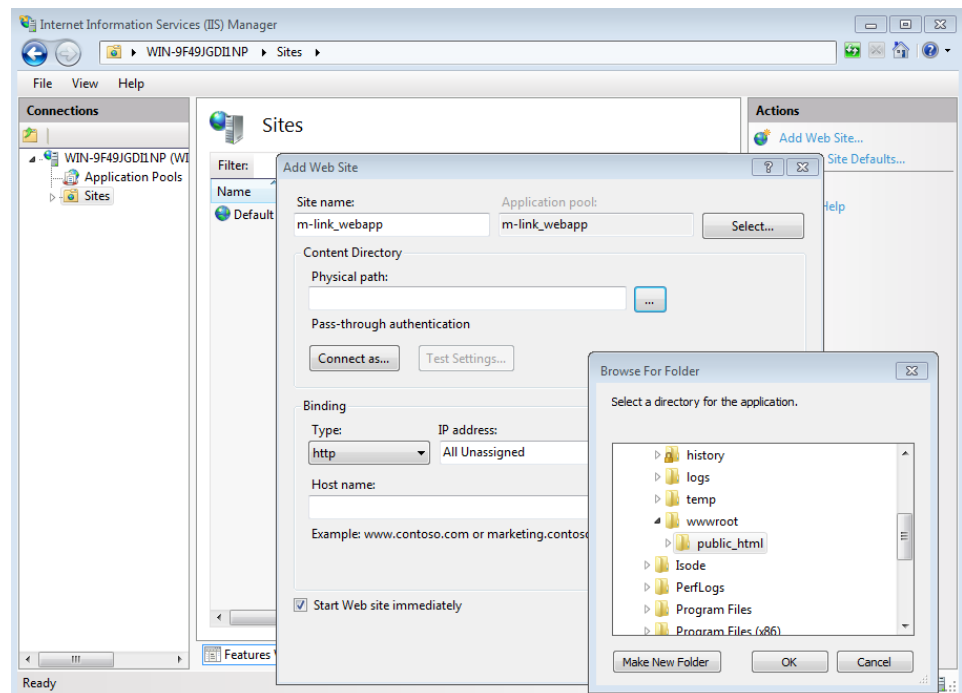 Internet Information Services (IIS) Manager
WIN-9F49JGDI1NP Sites
File View Help
Connections
WIN-9F49JGDI1NP (WI
Application Pools
Sites
Sites
Filter:
Name
Default
Actions
Add Web Site...
Site Defaults...
Help
Add Web Site
Site name:
Application pool:
m-link_webapp
m-link_webapp
Select...
Content Directory
Physical path:
...
Pass-through authentication
Connect as...
Test Settings...
Binding
Type:
IP address:
http
All Unassigned
Host name:
Example: www.contoso.com or marketing.contoso
Start Web site immediately
Browse For Folder
Select a directory for the application.
history
logs
temp
wwwroot
public_html
Isode
PerfLogs
Program Files
Program Files (x86)
Make New Folder
OK
Cancel
Features
Ready